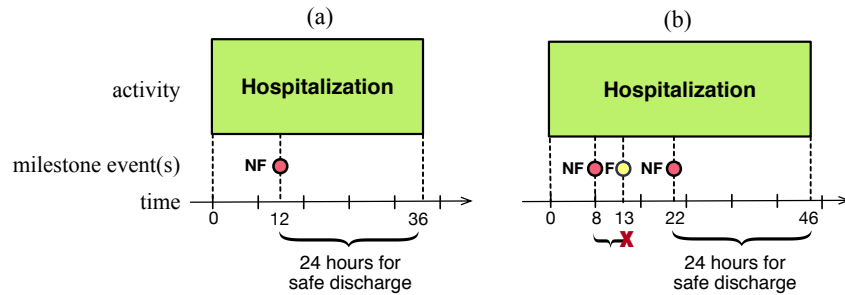 (a)
(b)
activity
Hospitalization
Hospitalization
milestone event(s)
NF
NF
F
NF
time
0
12
36
0
8
13
22
46
X
24 hours for
safe discharge
24 hours for
safe discharge